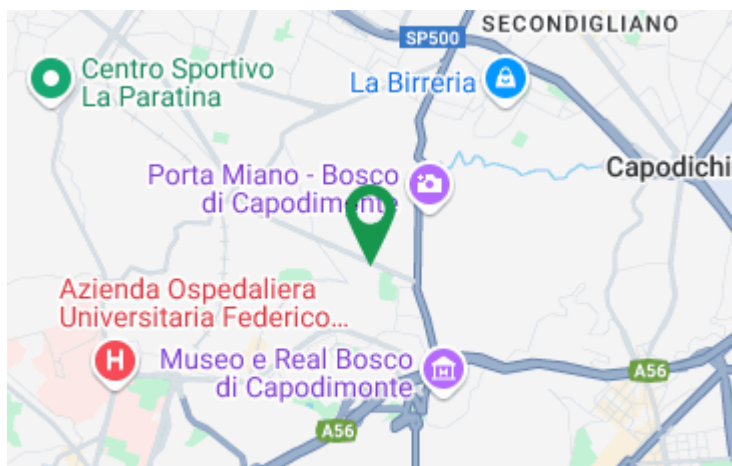 SECONDIGLIANO
SP500
Centro Sportivo
La Paratina
La Birreria
Capodichi
Porta Miano - Bosco
di Capodimonte
Azienda Ospedaliera
Universitaria Federico...
H
Museo e Real Bosco
di Capodimonte
A56
A56